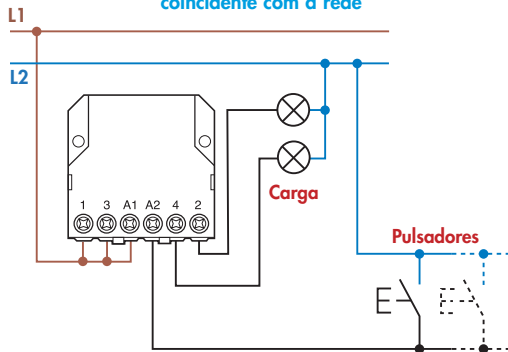 coincidente com a rede
L1
L2
1 3 A1 A2 4 2
Carga
Pulsadores